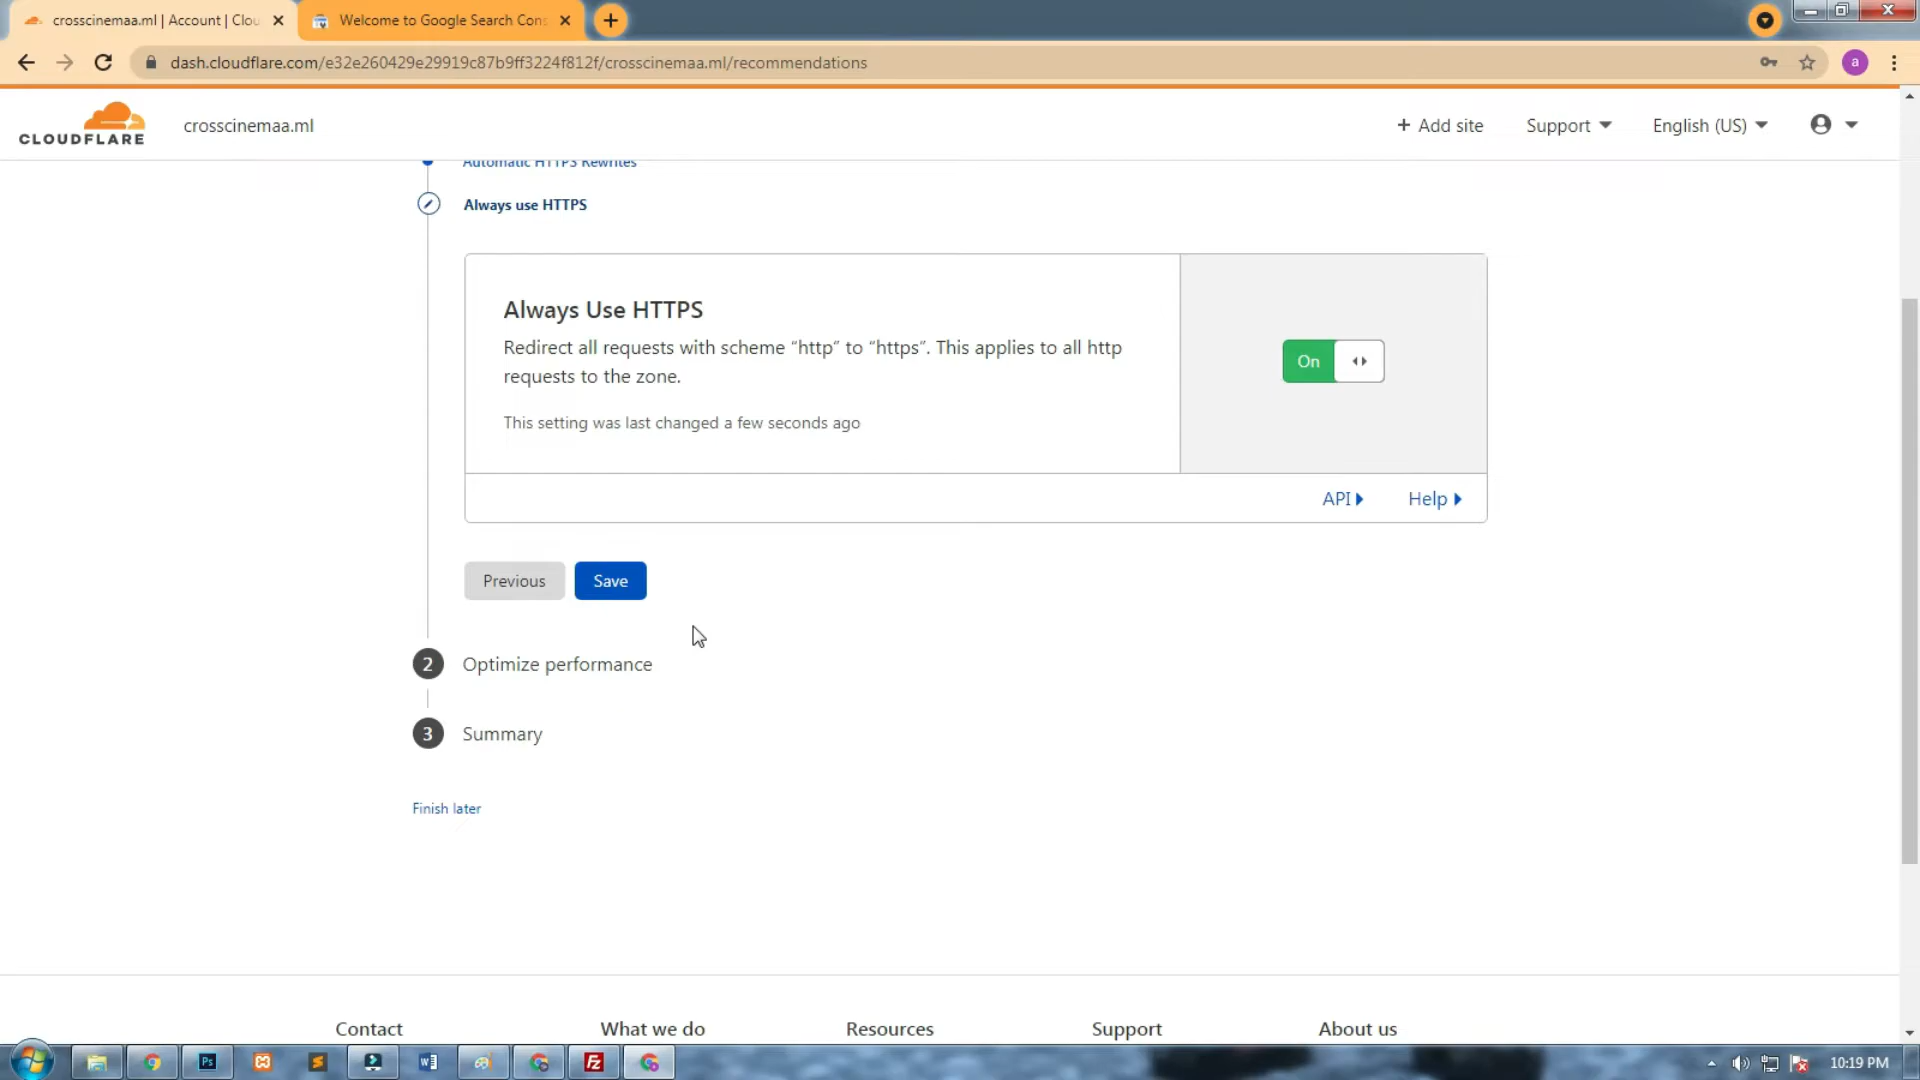 crosscinemaa.ml | Account | Clou
Welcome to Google Search Cons
dash.cloudflare.com/e32e260429e29919c87b9ff3224f812f/crosscinemaa.ml/recommendations
a
CLOUDFLARE
crosscinemaa.ml
+ Add site
Support
English (US)
Automatic HTTPS Rewrites
Always use HTTPS
Always Use HTTPS
Redirect all requests with scheme “http” to “https”. This applies to all http
requests to the zone.
This setting was last changed a few seconds ago
On
API
Help
Previous
Save
2 Optimize performance
3 Summary
Finish later
Contact
What we do
Resources
Support
About us
Ps
Fz
10:19 PM